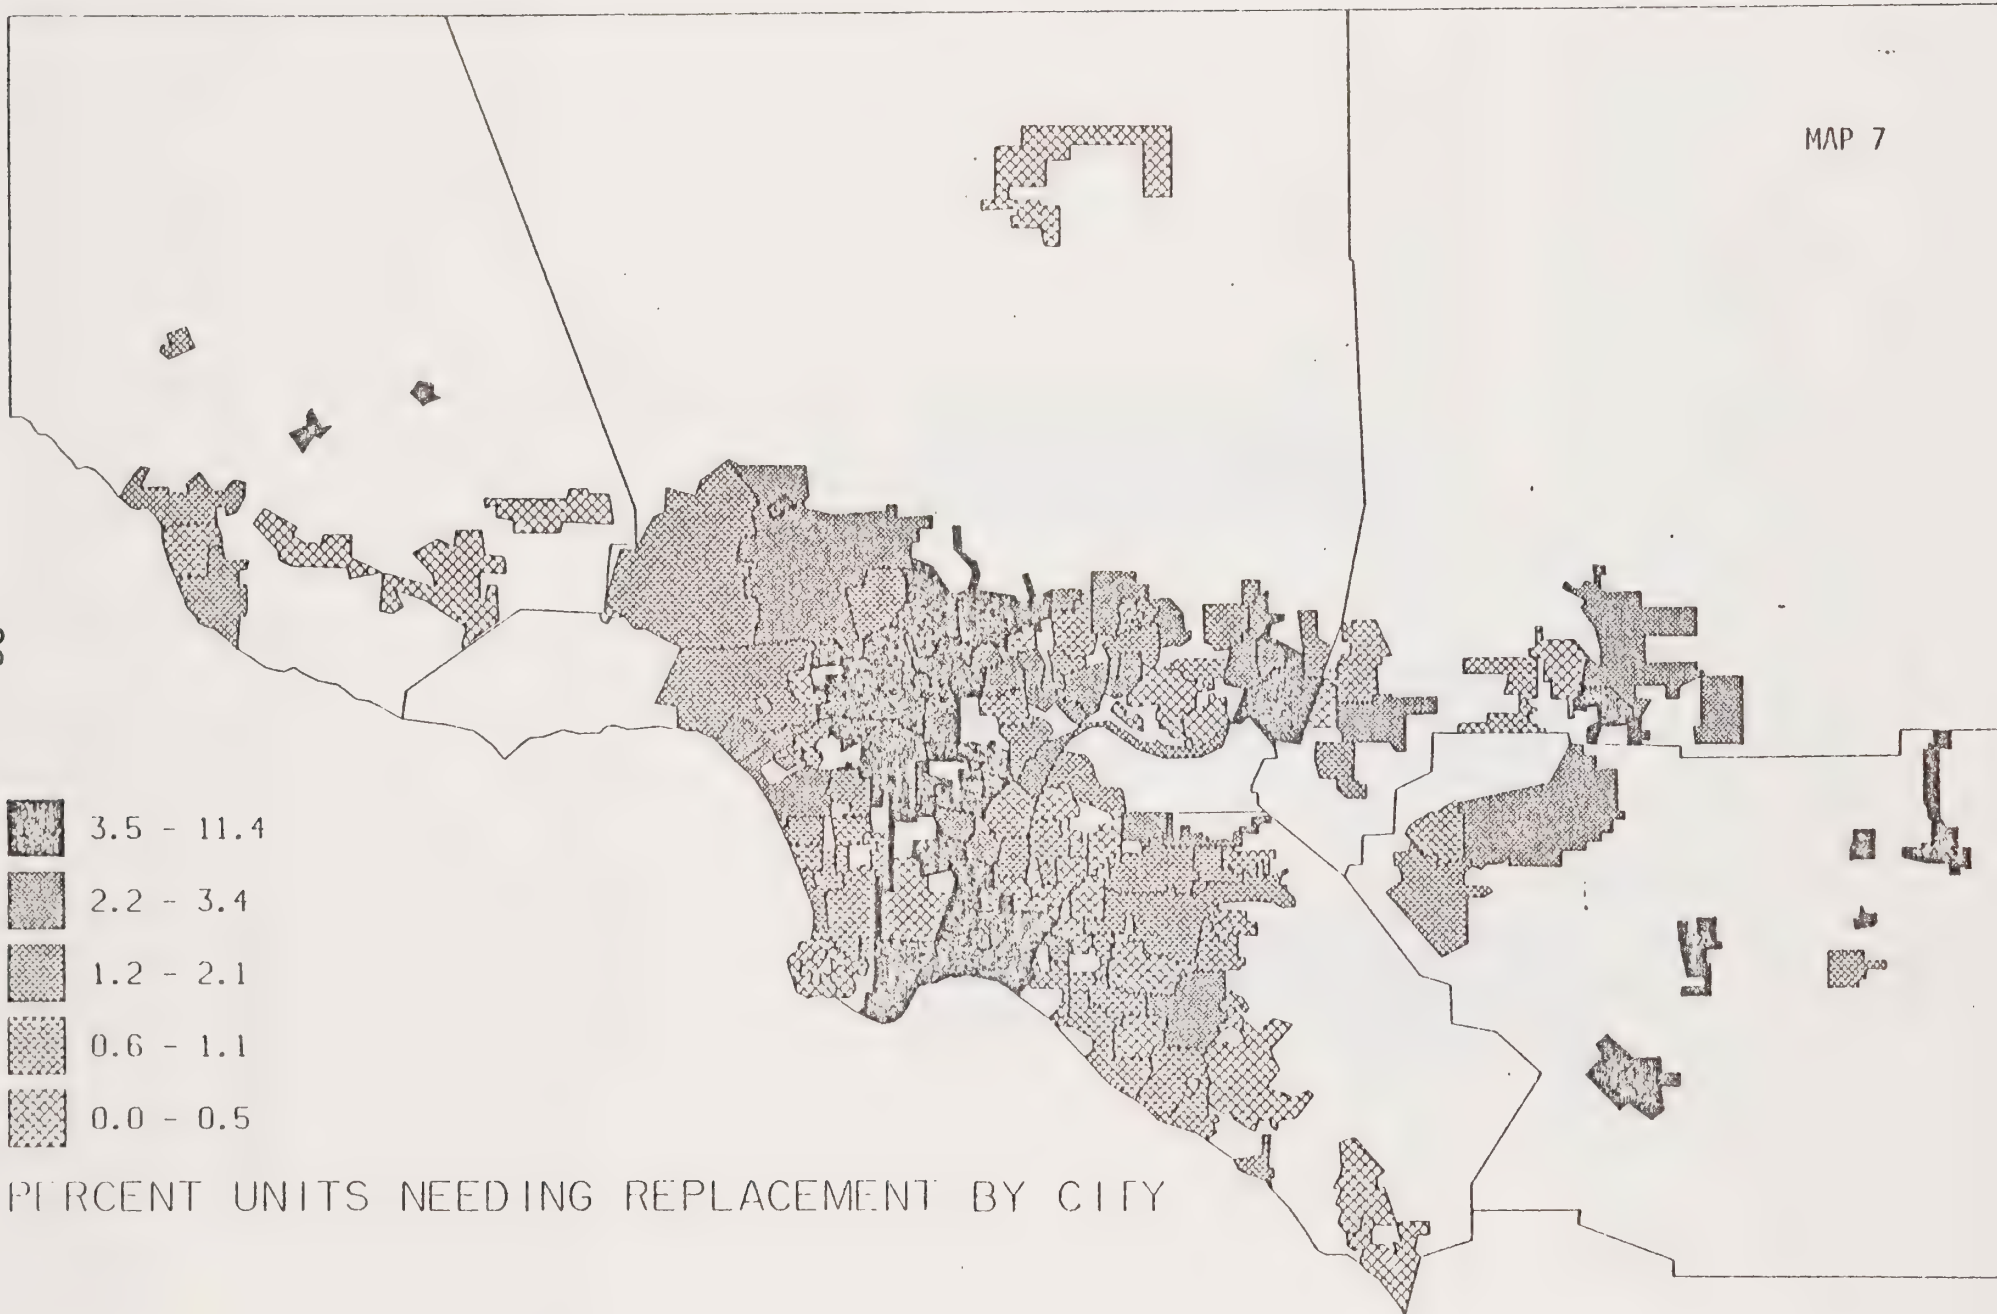 MAP 7
3.5 - 11.4
2.2 - 3.4
1.2 - 2.1
0.6 - 1.1
0.0 - 0.5
PERCENT UNITS NEEDING REPLACEMENT BY CITY